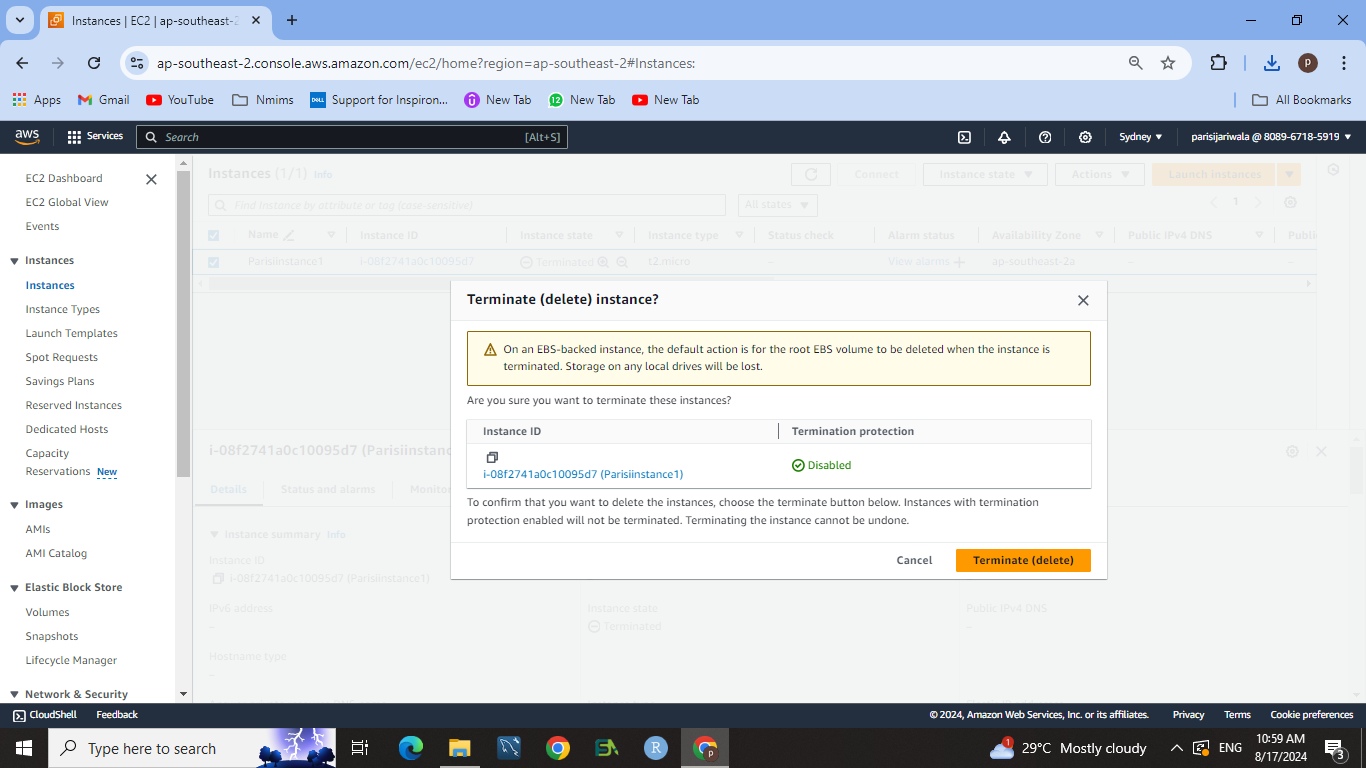 Instances | EC2 | ap-southeast-2
ap-southeast-2.console.aws.amazon.com/ec2/home?region=ap-southeast-2#Instances:
p
Apps
Gmail
YouTube
Nmims
DELL
Support for Inspiron...
New Tab
12
New Tab
New Tab
All Bookmarks
aws
Services
Search
[Alt+S]
Sydney
parisijariwala @ 8089-6718-5919
EC2 Dashboard
EC2 Global View
Events
Instances
Instances
Instance Types
Launch Templates
Spot Requests
Savings Plans
Reserved Instances
Dedicated Hosts
Capacity
Reservations New
Images
AMIs
AMI Catalog
Elastic Block Store
Volumes
Snapshots
Lifecycle Manager
Network & Security
Instances (1/1) Info
Connect
Instance state
Actions
Launch instances
Find Instance by attribute or tag (case-sensitive)
All states
1
Name
Instance ID
Instance state
Instance type
Status check
Alarm status
Availability Zone
Public IPv4 DNS
Parisiinstance1
i-08f2741a0c10095d7
Terminated
t2.micro
–
View alarms +
ap-southeast-2a
–
–
Terminate (delete) instance?
On an EBS-backed instance, the default action is for the root EBS volume to be deleted when the instance is
terminated. Storage on any local drives will be lost.
Are you sure you want to terminate these instances?
Instance ID
Termination protection
i-08f2741a0c10095d7 (Parisiinstance1)
Disabled
To confirm that you want to delete the instances, choose the terminate button below. Instances with termination
protection enabled will not be terminated. Terminating the instance cannot be undone.
Cancel
Terminate (delete)
i-08f2741a0c10095d7 (Parisiinstanc
Details
Status and alarms
Monito
Instance summary Info
Instance ID
i-08f2741a0c10095d7 (Parisiinstance1)
IPv6 address
–
Instance state
Terminated
Public IPv4 DNS
–
Hostname type
–
CloudShell
Feedback
© 2024, Amazon Web Services, Inc. or its affiliates.
Privacy
Terms
Cookie preferences
Type here to search
R
p
1
29°C Mostly cloudy
ENG
10:59 AM
8/17/2024
3